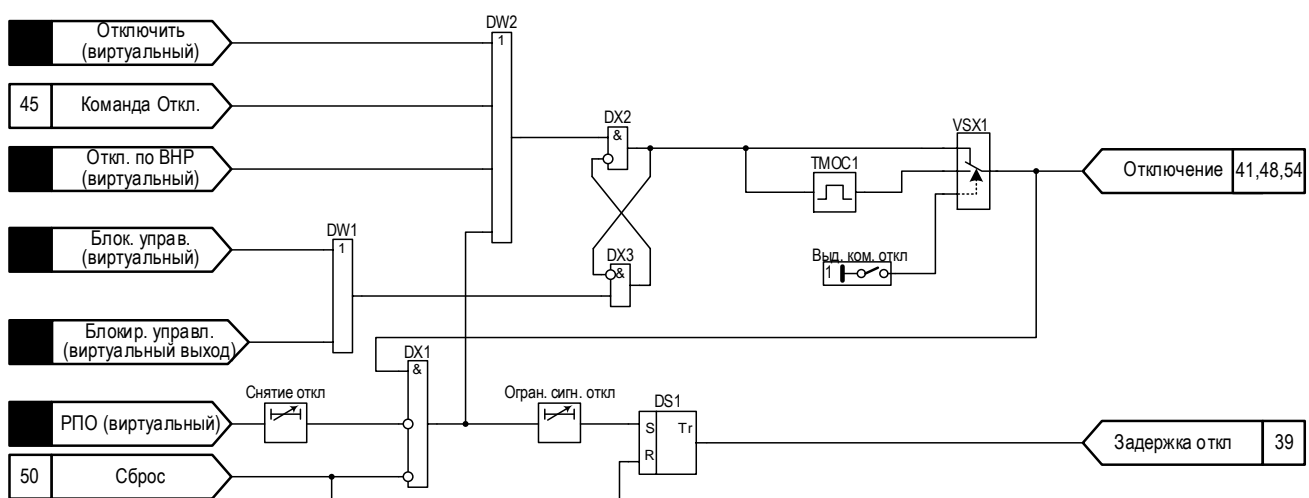 Отключить
(виртуальный)
DW2
1
45
Команда Откл.
DX2
&
VSX1
Откл. по ВНР
(виртуальный)
TMOC1
Отключение
41,48,54
Блок. управ.
(виртуальный)
DW1
1
DX3
&
Выд. ком. откл
1
Блокир. управл.
(виртуальный выход)
DX1
&
Снятие откл
Огран. сигн. откл
DS1
РПО (виртуальный)
S
Tr
R
Задержка откл
39
50
Сброс